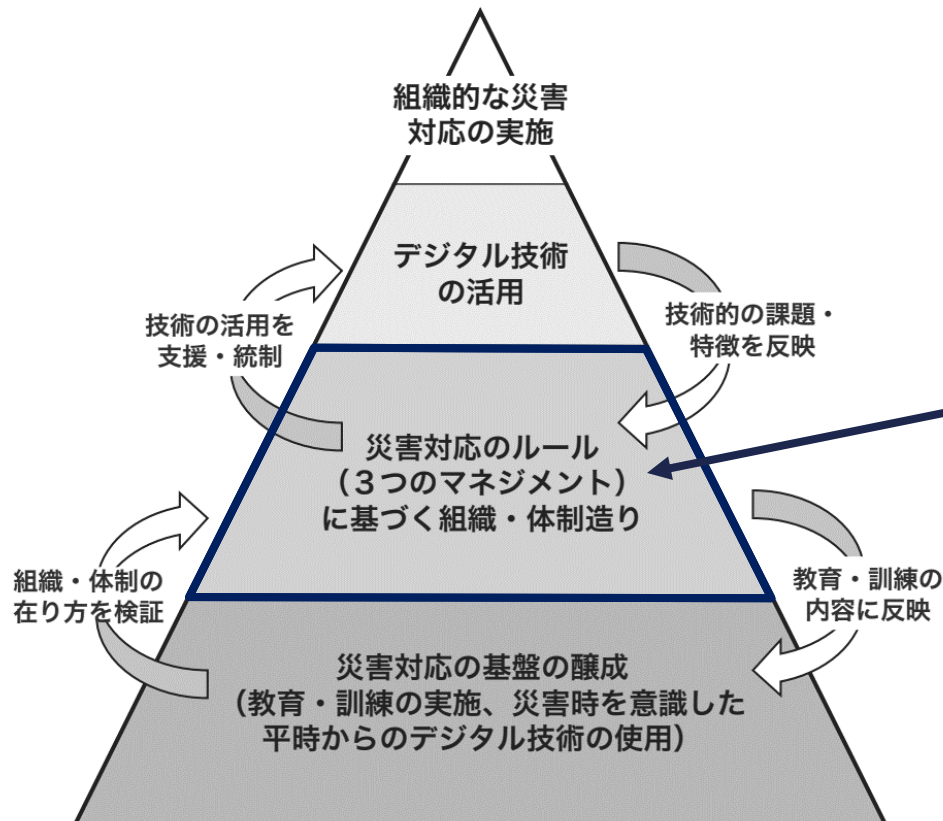 組織的な災害
対応の実施
デジタル技術
の活用
技術の活用を
支援・統制
技術的の課題・
特徴を反映
災害対応のルール
（３つのマネジメント）
に基づく組織・体制造り
組織・体制の
在り方を検証
教育・訓練の
内容に反映
災害対応の基盤の醸成
（教育・訓練の実施、災害時を意識した
平時からのデジタル技術の使用）